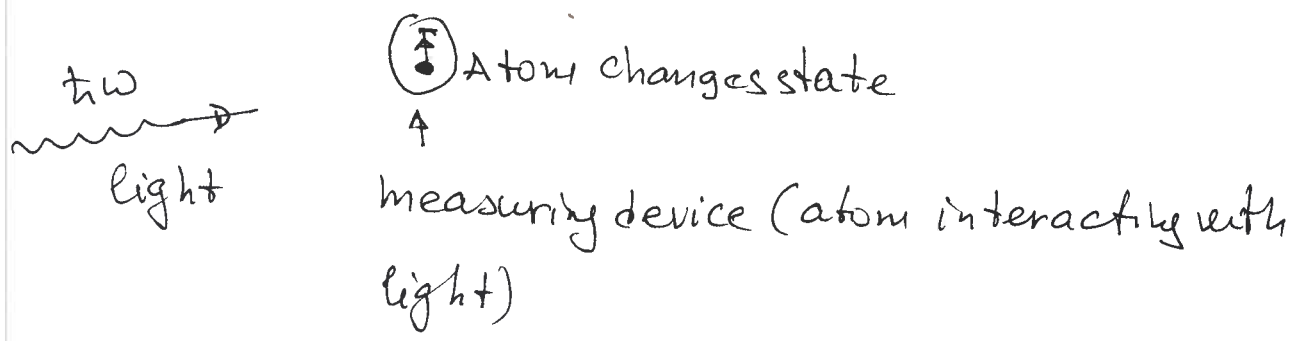 ħω
light
Atom changes state
measuring device (atom interacting with
light)